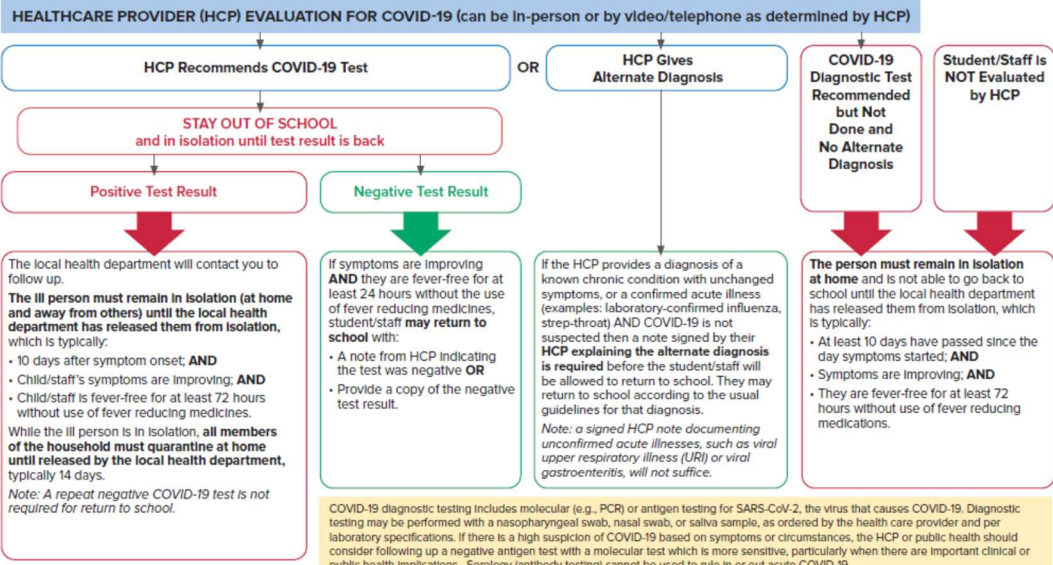 HEALTHCARE PROVIDER (HCP) EVALUATION FOR COVID-19 (can be in-person or by video/telephone as determined by HCP)
HCP Recommends COVID-19 Test
OR
HCP Gives
Alternate Diagnosis
COVID-19
Diagnostic Test
Recommended
but Not
Done and
No Alternate
Diagnosis
Student/Staff is
NOT Evaluated
by HCP
STAY OUT OF SCHOOL
and in isolation until test result is back
Positive Test Result
Negative Test Result
The local health department will contact you to
follow up.
The ill person must remain in isolation (at home
and away from others) until the local health
department has released them from isolation,
which is typically:
• 10 days after symptom onset; AND
• Child/staff's symptoms are improving; AND
• Child/staff is fever-free for at least 72 hours
without use of fever reducing medicines.
While the ill person is in isolation, all members
of the household must quarantine at home
until released by the local health department,
typically 14 days.
Note: A repeat negative COVID-19 test is not
required for return to school.
If symptoms are improving
AND they are fever-free for at
least 24 hours without the use
of fever reducing medicines,
student/staff may return to
school with:
• A note from HCP indicating
the test was negative OR
• Provide a copy of the negative
test result.
If the HCP provides a diagnosis of a
known chronic condition with unchanged
symptoms, or a confirmed acute illness
(examples: laboratory-confirmed influenza,
strep-throat) AND COVID-19 is not
suspected then a note signed by their
HCP explaining the alternate diagnosis
is required before the student/staff will
be allowed to return to school. They may
return to school according to the usual
guidelines for that diagnosis.
Note: a signed HCP note documenting
unconfirmed acute illnesses, such as viral
upper respiratory illness (URI) or viral
gastroenteritis, will not suffice.
The person must remain in isolation
at home and is not able to go back to
school until the local health department
has released them from isolation, which
is typically:
• At least 10 days have passed since the
day symptoms started; AND
• Symptoms are improving; AND
• They are fever-free for at least 72
hours without use of fever reducing
medications.
COVID-19 diagnostic testing includes molecular (e.g., PCR) or antigen testing for SARS-CoV-2, the virus that causes COVID-19. Diagnostic
testing may be performed with a nasopharyngeal swab, nasal swab, or saliva sample, as ordered by the health care provider and per
laboratory specifications. If there is a high suspicion of COVID-19 based on symptoms or circumstances, the HCP or public health should
consider following up a negative antigen test with a molecular test which is more sensitive, particularly when there are important clinical or
public health implications. Serology (antibody testing) cannot be used to rule in or out acute COVID-19.